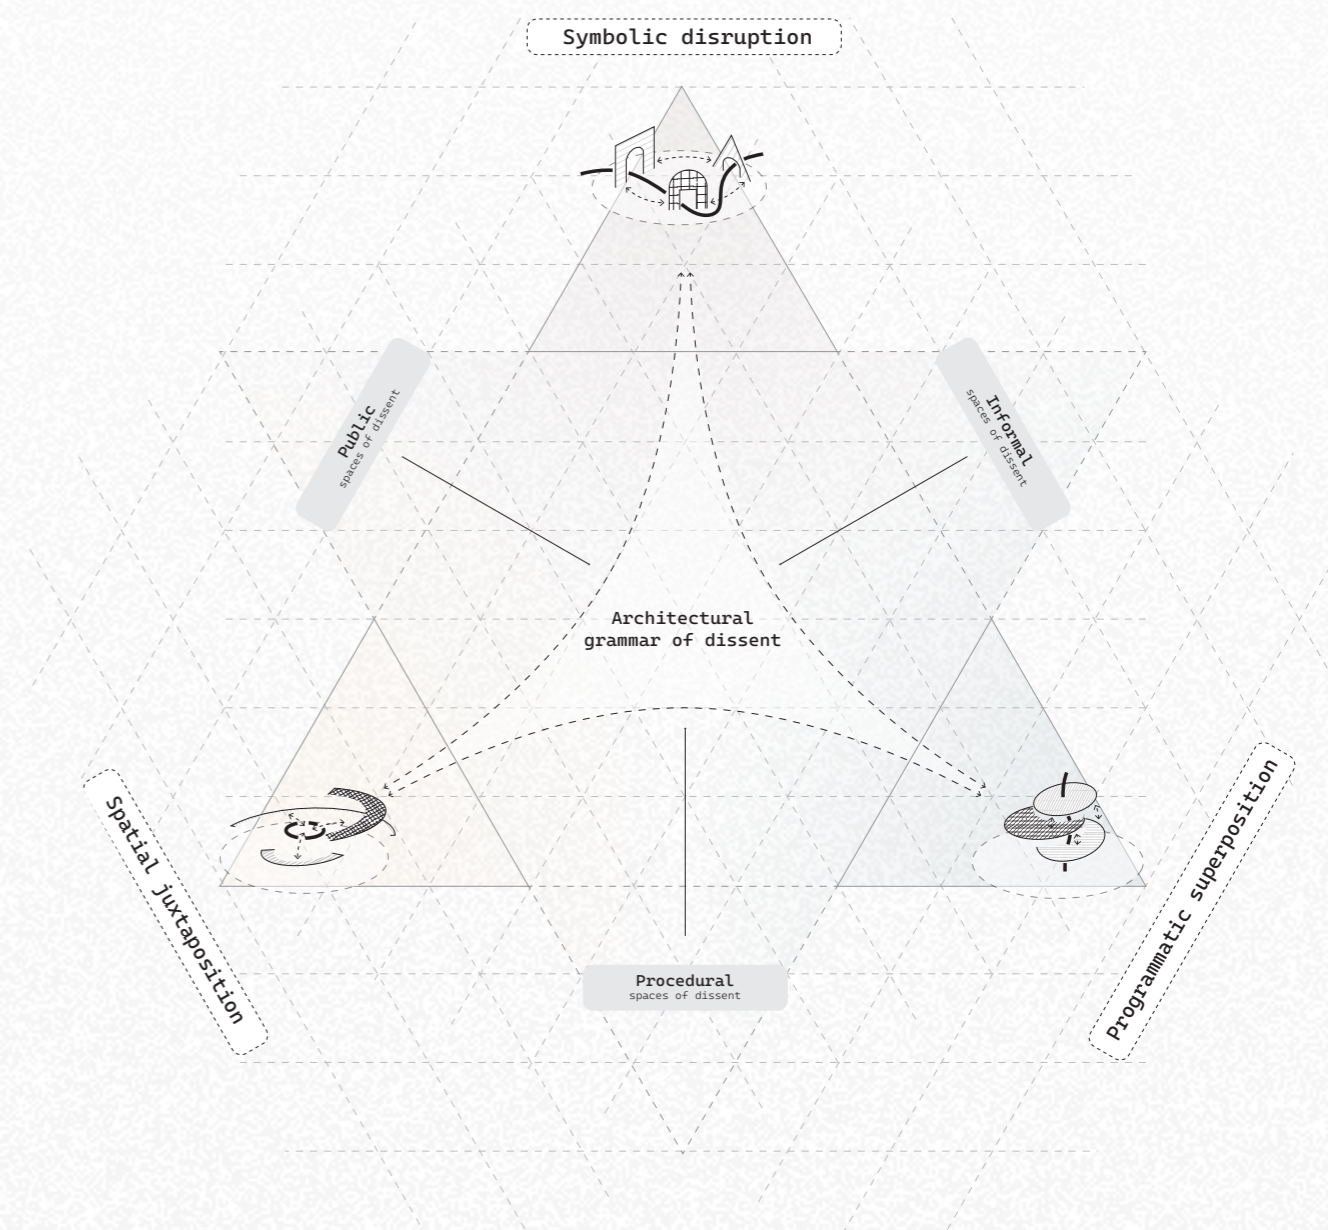 Symbolic disruption
Public
spaces of dissent
Informal
spaces of dissent
Architectural
grammar of dissent
Spatial juxtaposition
Programmatic superposition
Procedural
spaces of dissent